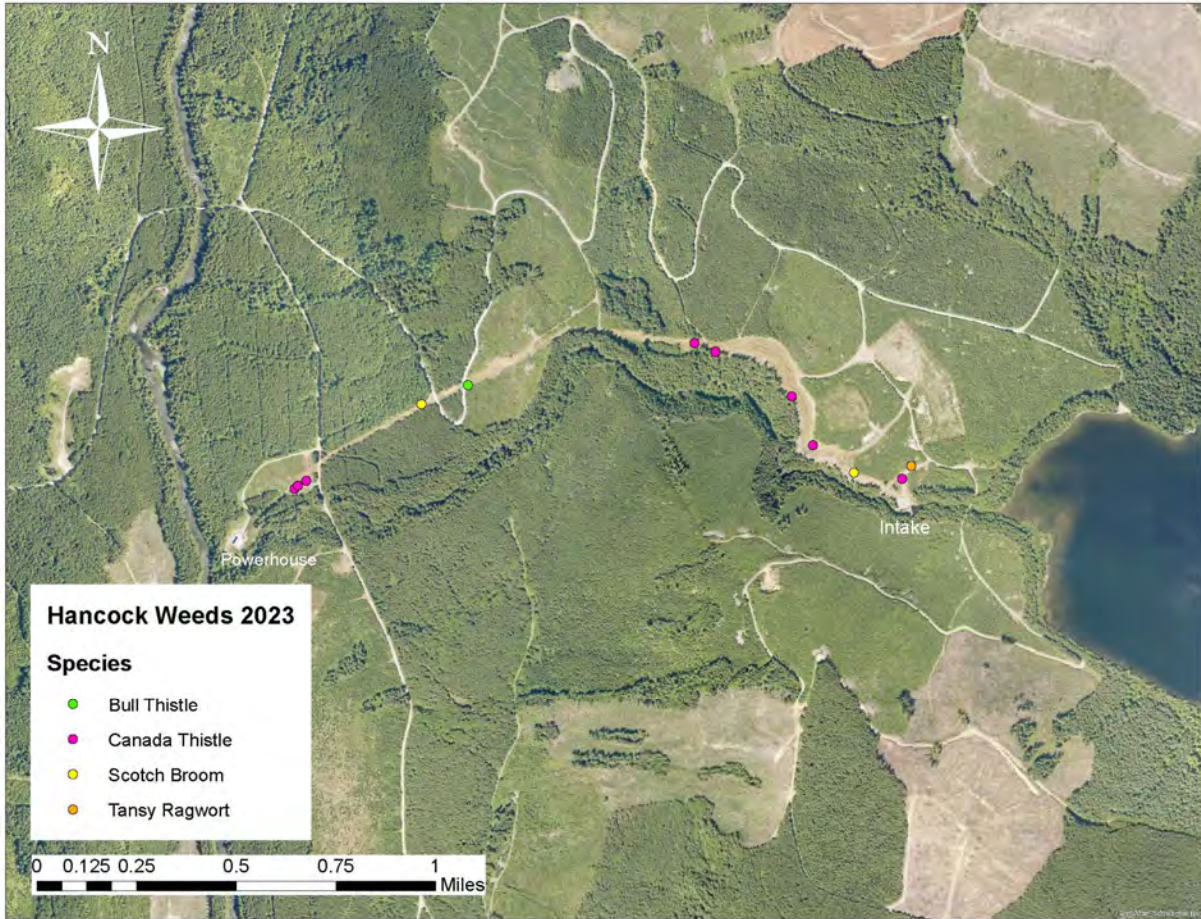 N
Intake
Powerhouse
Hancock Weeds 2023
Species
Bull Thistle
Canada Thistle
Scotch Broom
Tansy Ragwort
0 0.125 0.25 0.5 0.75 1
Miles